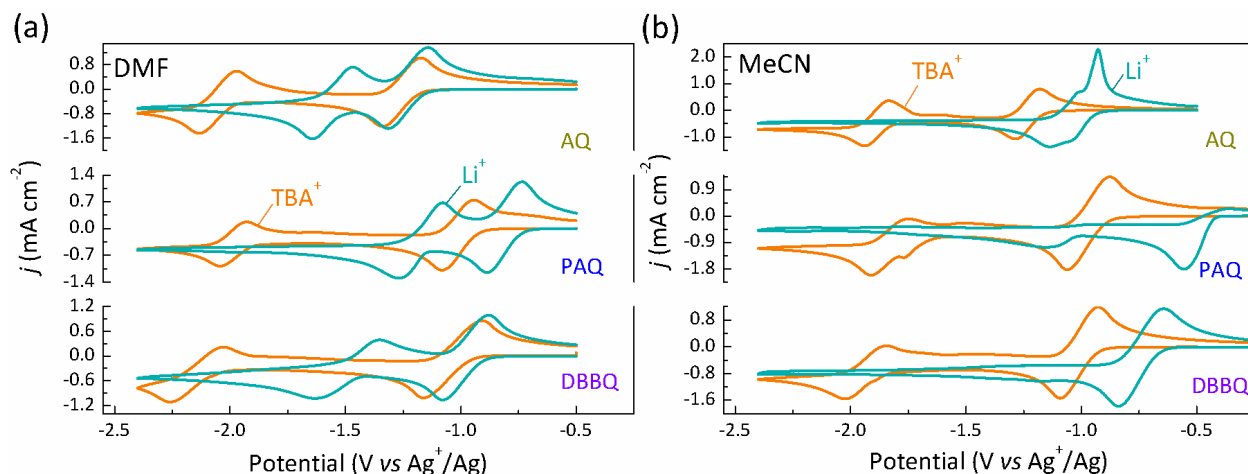 (a)
DMF
0.8
0.0
-0.8
-1.6
AQ
j (mA cm⁻²)
1.4
0.7
0.0
-0.7
-1.4
TBA⁺
Li⁺
PAQ
1.2
0.6
0.0
-0.6
-1.2
DBBQ
-2.5 -2.0 -1.5 -1.0 -0.5
Potential (V vs Ag⁺/Ag)
(b)
MeCN
2.0
1.0
0.0
-1.0
TBA⁺
Li⁺
AQ
j (mA cm⁻²)
0.9
0.0
-0.9
-1.8
PAQ
0.8
0.0
-0.8
-1.6
DBBQ
-2.5 -2.0 -1.5 -1.0 -0.5
Potential (V vs Ag⁺/Ag)